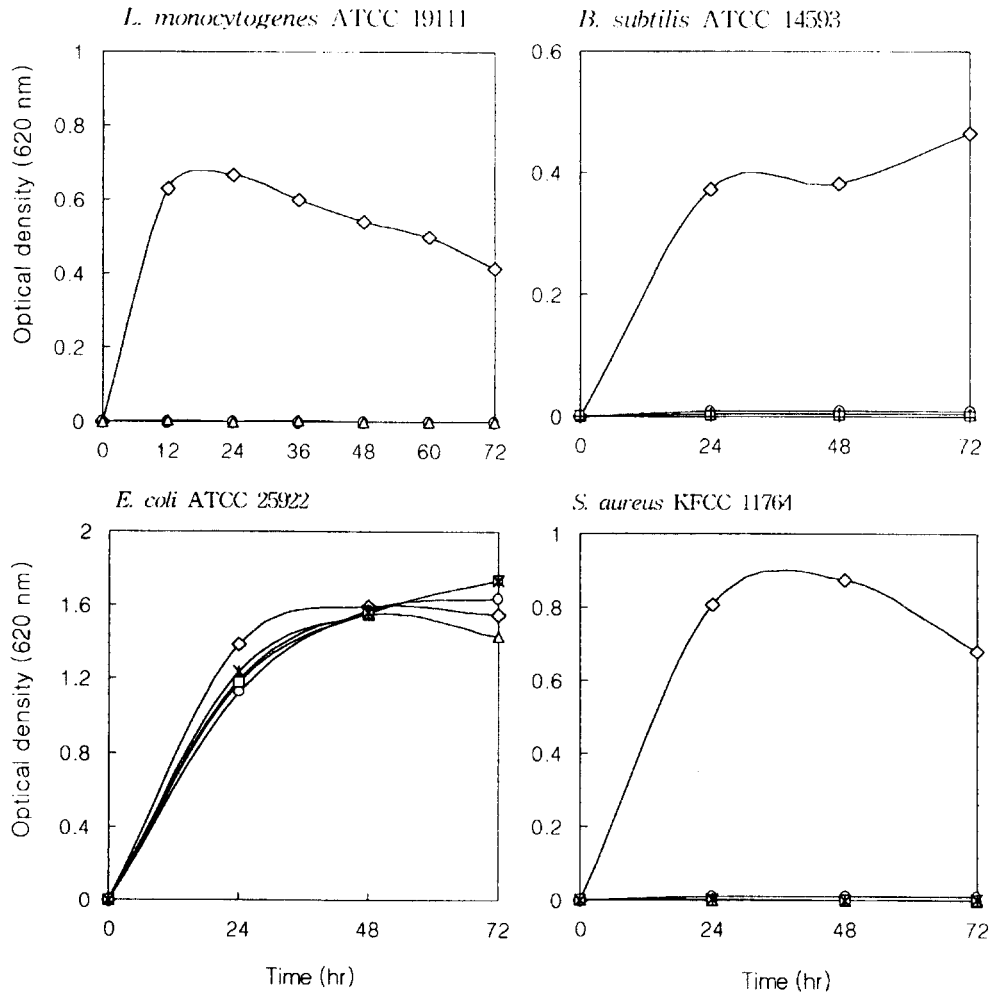 L. monocytogenes ATCC 19111
B. subtilis ATCC 14593
Optical density (620 nm)
1
0.8
0.6
0.4
0.2
0
0 12 24 36 48 60 72
0.6
0.4
0.2
0
0 24 48 72
E. coli ATCC 25922
S. aureus KFCC 11764
Optical density (620 nm)
2
1.6
1.2
0.8
0.4
0
0 24 48 72
Time (hr)
1
0.8
0.6
0.4
0.2
0
0 24 48 72
Time (hr)